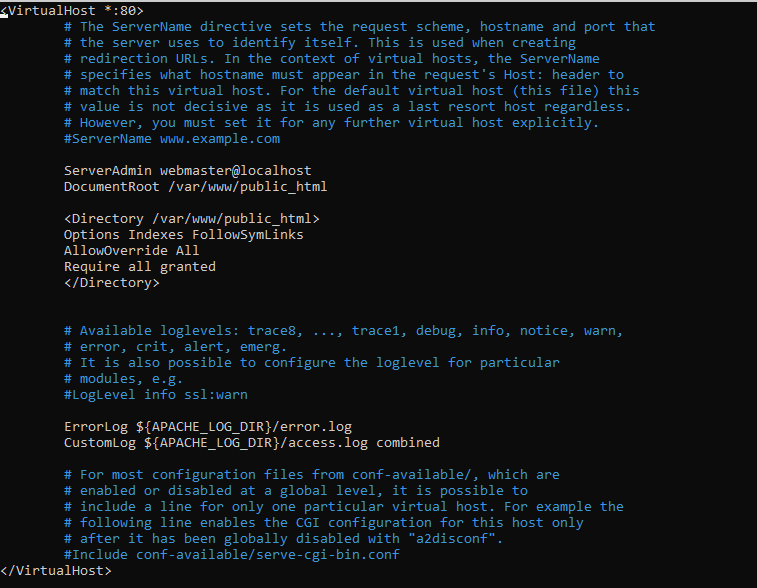 <VirtualHost *:80>
# The ServerName directive sets the request scheme, hostname and port that
# the server uses to identify itself. This is used when creating
# redirection URLs. In the context of virtual hosts, the ServerName
# specifies what hostname must appear in the request's Host: header to
# match this virtual host. For the default virtual host (this file) this
# value is not decisive as it is used as a last resort host regardless.
# However, you must set it for any further virtual host explicitly.
#ServerName www.example.com
ServerAdmin webmaster@localhost
DocumentRoot /var/www/public_html
<Directory /var/www/public_html>
Options Indexes FollowSymLinks
AllowOverride All
Require all granted
</Directory>
# Available loglevels: trace8, ..., trace1, debug, info, notice, warn,
# error, crit, alert, emerg.
# It is also possible to configure the loglevel for particular
# modules, e.g.
#LogLevel info ssl:warn
ErrorLog ${APACHE_LOG_DIR}/error.log
CustomLog ${APACHE_LOG_DIR}/access.log combined
# For most configuration files from conf-available/, which are
# enabled or disabled at a global level, it is possible to
# include a line for only one particular virtual host. For example the
# following line enables the CGI configuration for this host only
# after it has been globally disabled with "a2disconf".
#Include conf-available/serve-cgi-bin.conf
</VirtualHost>